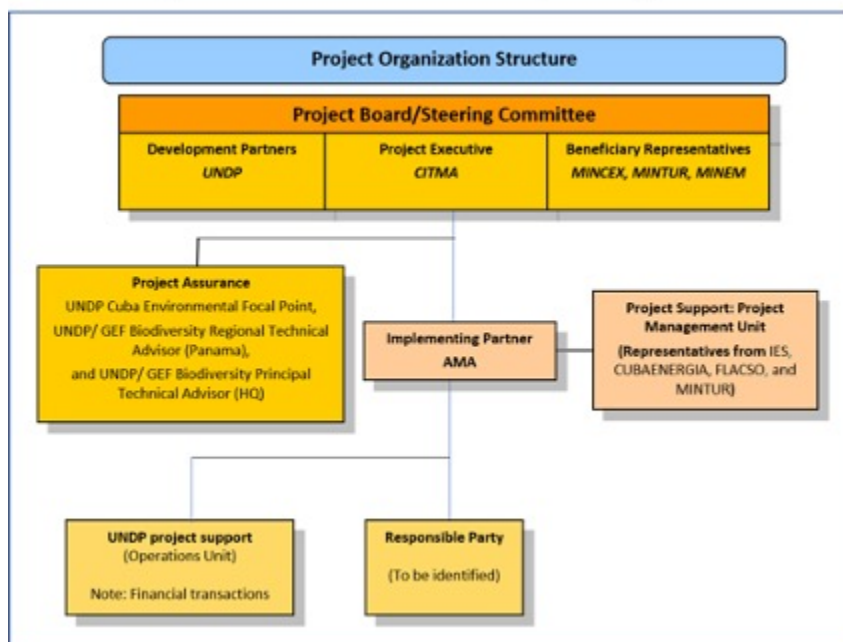 Project Organization Structure
Project Board/Steering Committee
Development Partners
UNDP
Project Executive
CITMA
Beneficiary Representatives
MINCEX, MINTUR, MINEM
Project Assurance
UNDP Cuba Environmental Focal Point,
UNDP/ GEF Biodiversity Regional Technical
Advisor (Panama),
and UNDP/ GEF Biodiversity Principal
Technical Advisor (HQ)
Implementing Partner
AMA
Project Support: Project
Management Unit
(Representatives from IES,
CUBAENERGIA, FLACSO, and
MINTUR)
UNDP project support
(Operations Unit)
Note: Financial transactions
Responsible Party
(To be identified)